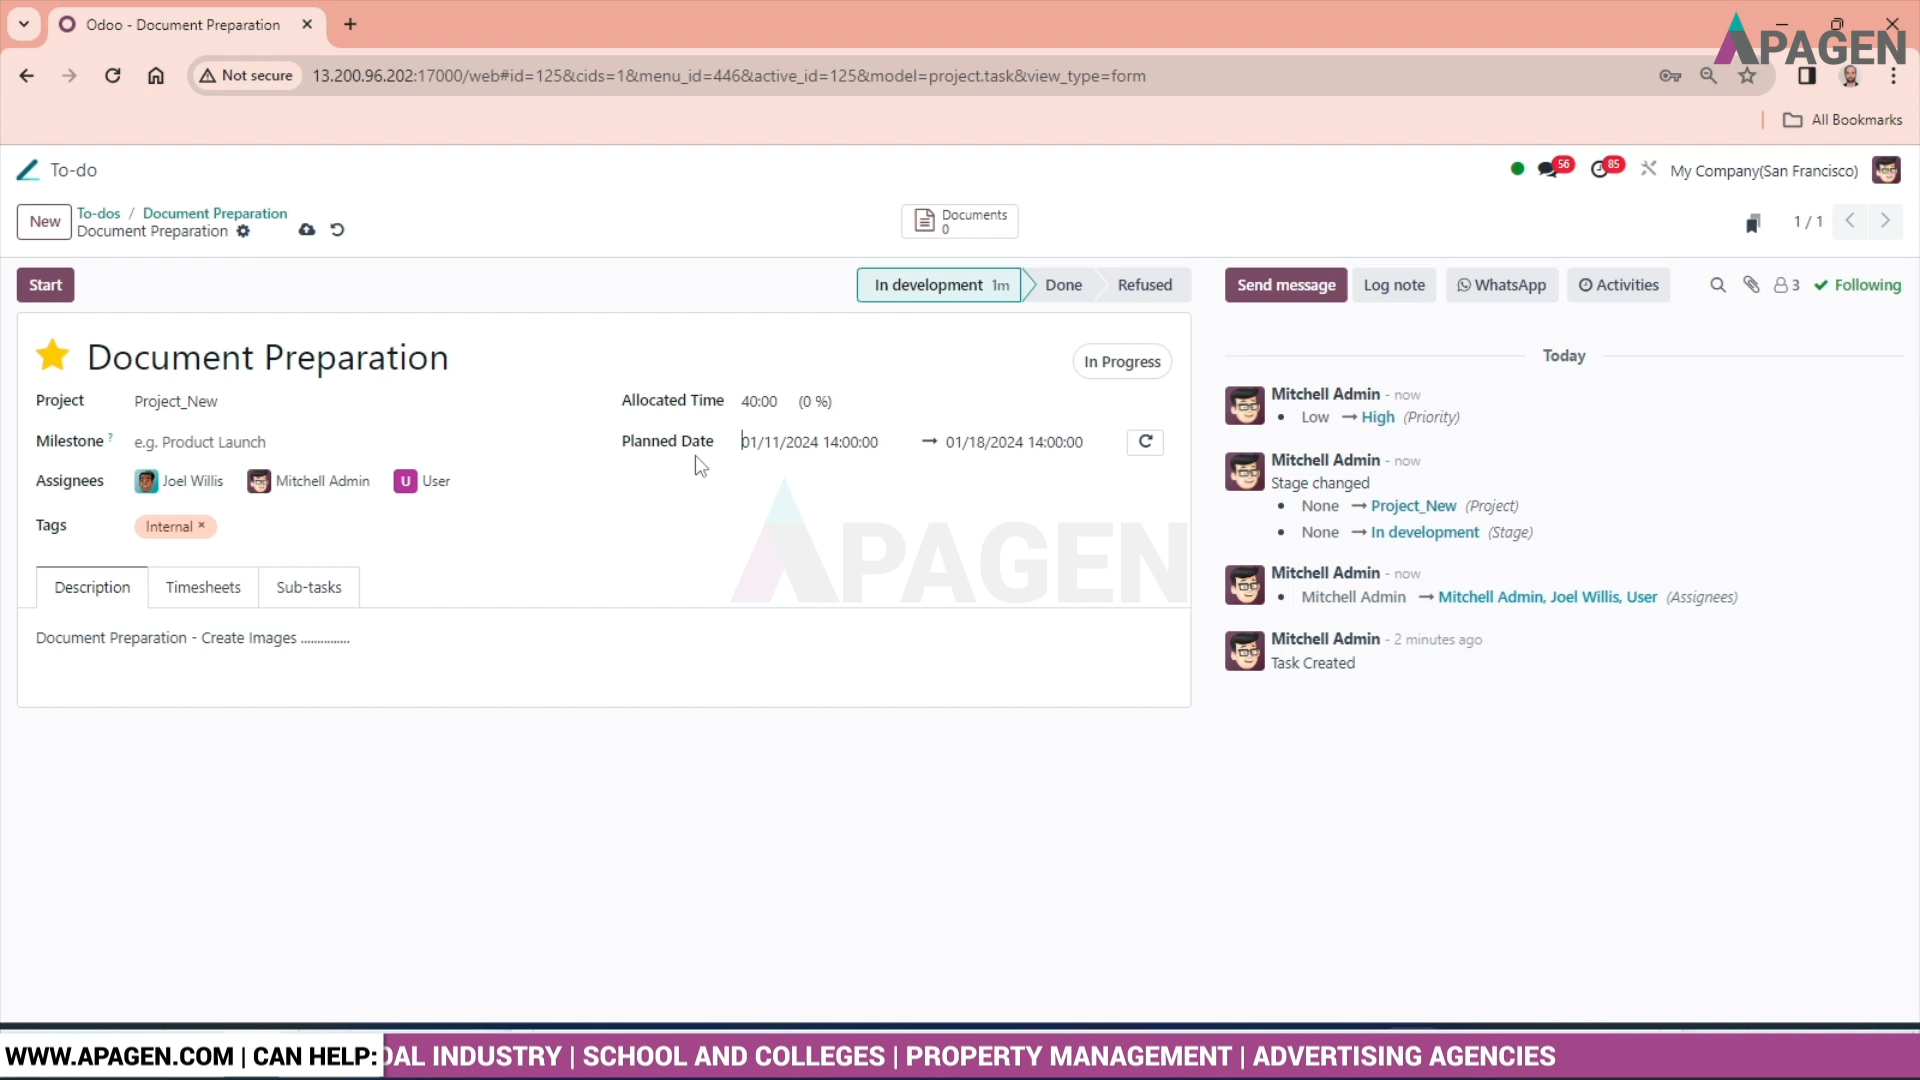 Odoo - Document Preparation
APAGEN
Not secure
13.200.96.202:17000/web#id=125&cids=1&menu_id=446&active_id=125&model=project.task&view_type=form
All Bookmarks
To-do
56
85
My Company(San Francisco)
New
To-dos / Document Preparation
Document Preparation
Documents
0
1 / 1
Start
In development 1m
Done
Refused
Send message
Log note
WhatsApp
Activities
3
Following
Document Preparation
In Progress
Project
Project_New
Allocated Time
40:00 (0 %)
Milestone ?
e.g. Product Launch
Planned Date
01/11/2024 14:00:00 → 01/18/2024 14:00:00
Assignees
Joel Willis
Mitchell Admin
U User
Tags
Internal ×
APAGEN
Description
Timesheets
Sub-tasks
Document Preparation - Create Images ...............
Today
Mitchell Admin - now
• Low → High (Priority)
Mitchell Admin - now
Stage changed
• None → Project_New (Project)
• None → In development (Stage)
Mitchell Admin - now
• Mitchell Admin → Mitchell Admin, Joel Willis, User (Assignees)
Mitchell Admin - 2 minutes ago
Task Created
WWW.APAGEN.COM | CAN HELP: DAL INDUSTRY | SCHOOL AND COLLEGES | PROPERTY MANAGEMENT | ADVERTISING AGENCIES